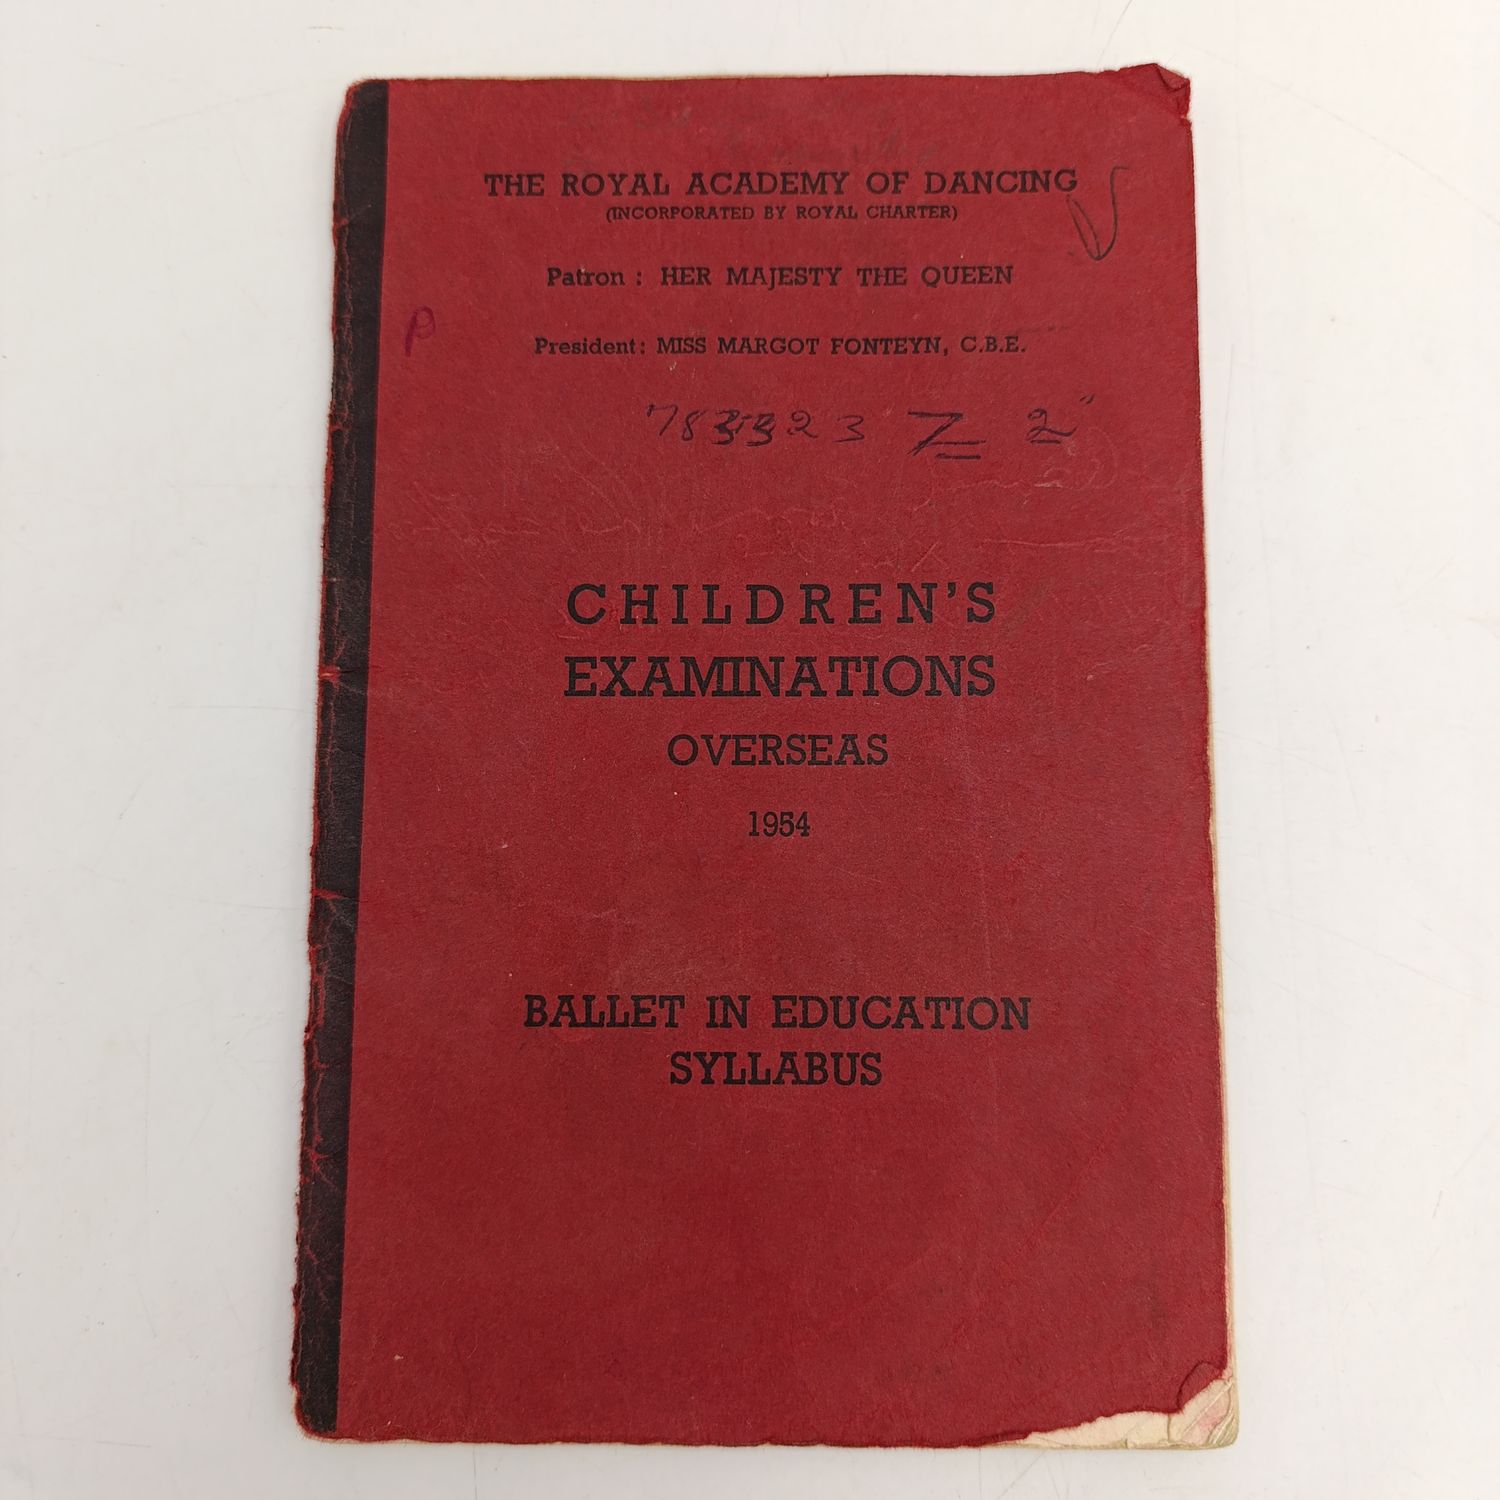 THE ROYAL ACADEMY OF DANCING
(INCORPORATED BY ROYAL CHARTER)
Patron : HER MAJESTY THE QUEEN
P
President: MISS MARGOT FONTEYN, C.B.E.
CHILDREN'S
EXAMINATIONS
OVERSEAS
1954
BALLET IN EDUCATION
SYLLABUS